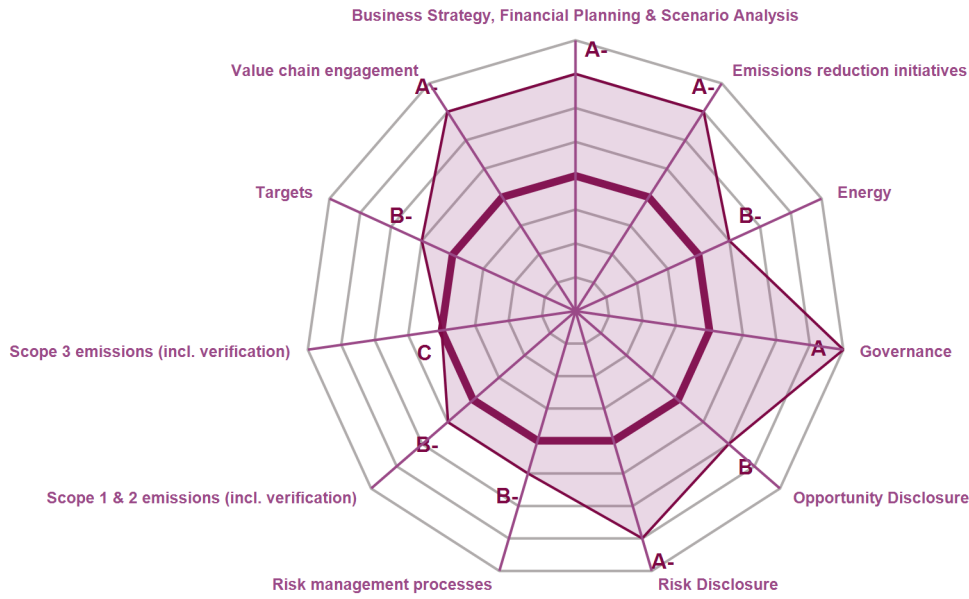 Business Strategy, Financial Planning & Scenario Analysis
A-
Value chain engagement
A-
A-
Emissions reduction initiatives
Targets
B-
B-
Energy
Scope 3 emissions (incl. verification)
C
A
Governance
Scope 1 & 2 emissions (incl. verification)
B-
B
Opportunity Disclosure
B-
A-
Risk management processes
Risk Disclosure